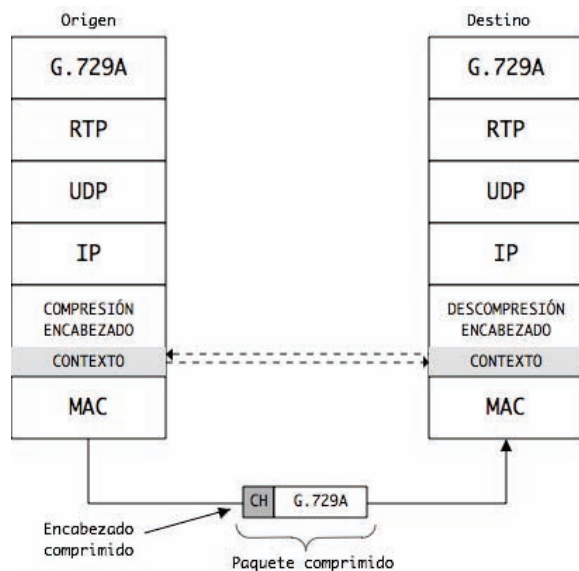 Origen
Destino
G.729A
G.729A
RTP
RTP
UDP
UDP
IP
IP
COMPRESIÓN
ENCABEZADO
DESCOMPRESIÓN
ENCABEZADO
CONTEXTO
CONTEXTO
MAC
MAC
CH
G.729A
Encabezado
comprimido
Paquete comprimido